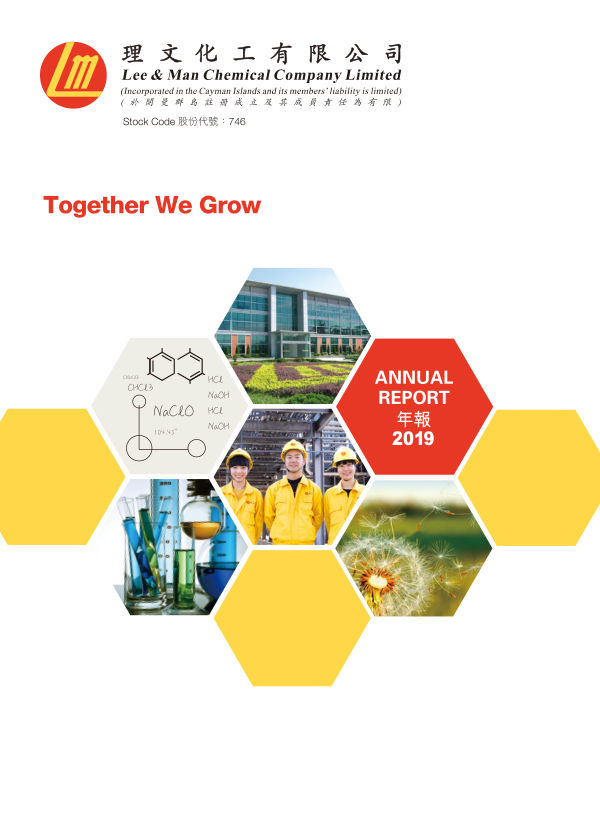 Lm
理文化工有限公司
Lee & Man Chemical Company Limited
(Incorporated in the Cayman Islands and its members' liability is limited)
(於開曼群島註冊成立及其成員責任為有限)
Stock Code 股份代號：746
Together We Grow
ANNUAL
REPORT
年報
2019
CHCl3
HCl
NaOH
NaClO
HCl
NaOH
104.45°